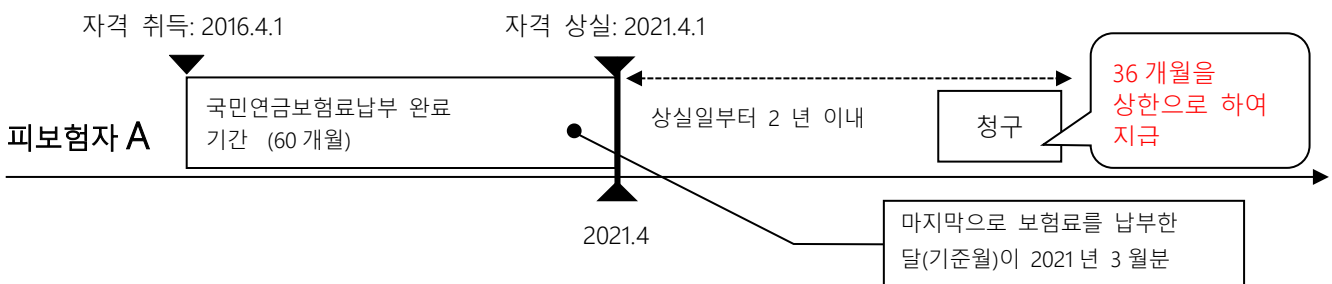 자격 취득: 2016.4.1
자격 상실: 2021.4.1
36 개월을
상한으로 하여
지급
국민연금보험료납부 완료
기간 (60 개월)
상실일부터 2 년 이내
청구
피보험자 A
2021.4
마지막으로 보험료를 납부한
달(기준월)이 2021 년 3 월분